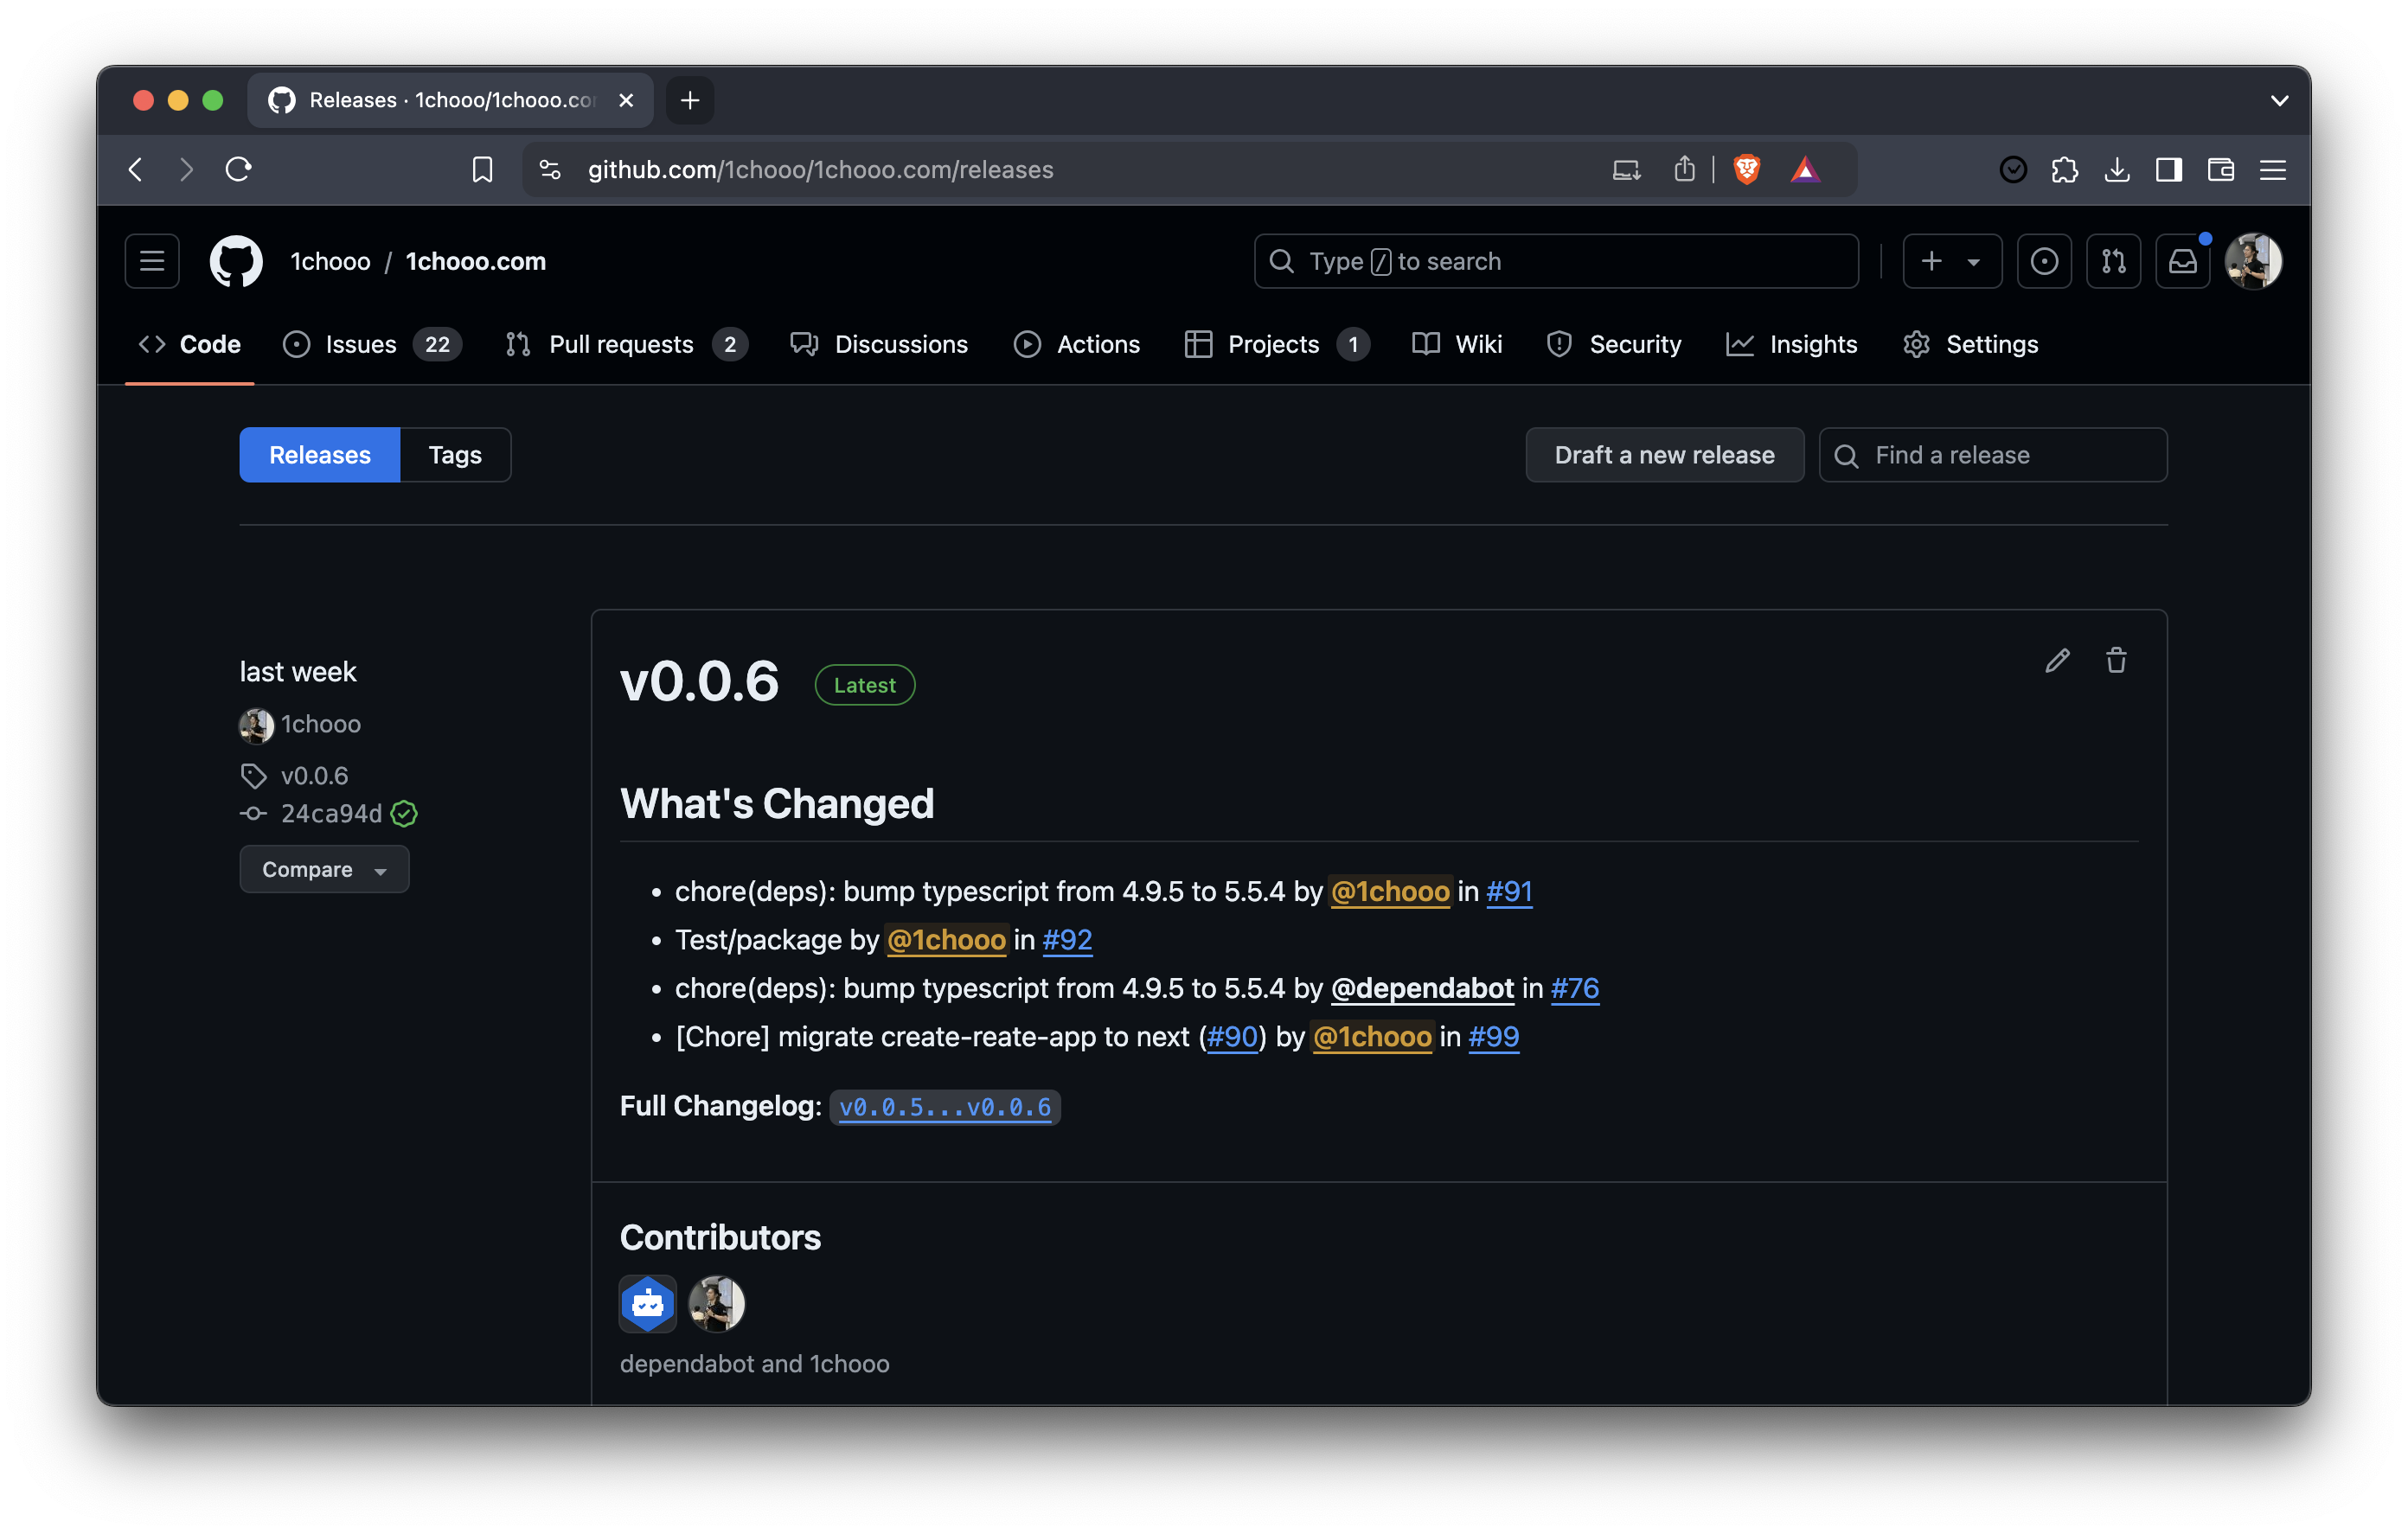 Releases · 1chooo/1chooo.co
github.com/1chooo/1chooo.com/releases
1chooo / 1chooo.com
Type / to search
Code
Issues 22
Pull requests 2
Discussions
Actions
Projects 1
Wiki
Security
Insights
Settings
Releases
Tags
Draft a new release
Find a release
last week
1chooo
v0.0.6
24ca94d
Compare
v0.0.6 Latest
What's Changed
chore(deps): bump typescript from 4.9.5 to 5.5.4 by @1chooo in #91
Test/package by @1chooo in #92
chore(deps): bump typescript from 4.9.5 to 5.5.4 by @dependabot in #76
[Chore] migrate create-reate-app to next (#90) by @1chooo in #99
Full Changelog: v0.0.5...v0.0.6
Contributors
dependabot and 1chooo